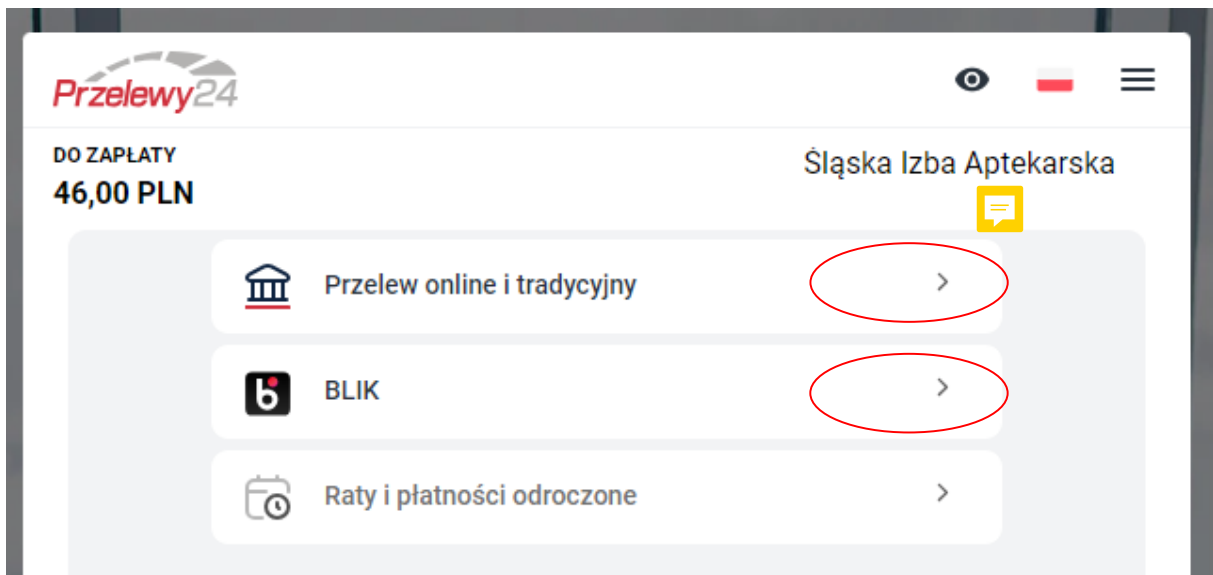 Przelewy24
DO ZAPŁATY
46,00 PLN
Śląska Izba Aptekarska
Przelew online i tradycyjny
BLIK
Raty i płatności odroczone